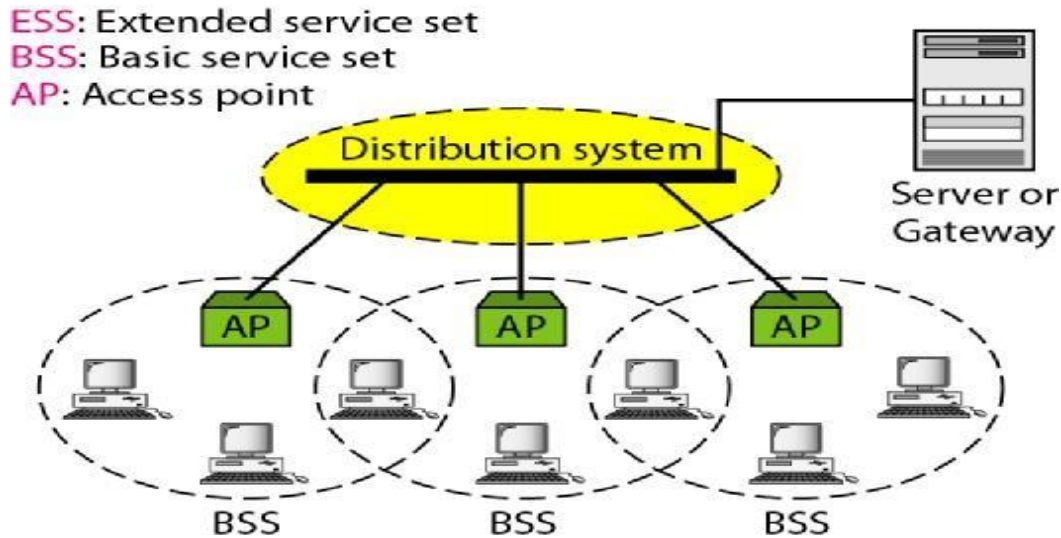 ESS: Extended service set
BSS: Basic service set
AP: Access point
Distribution system
Server or
Gateway
AP
AP
AP
BSS
BSS
BSS